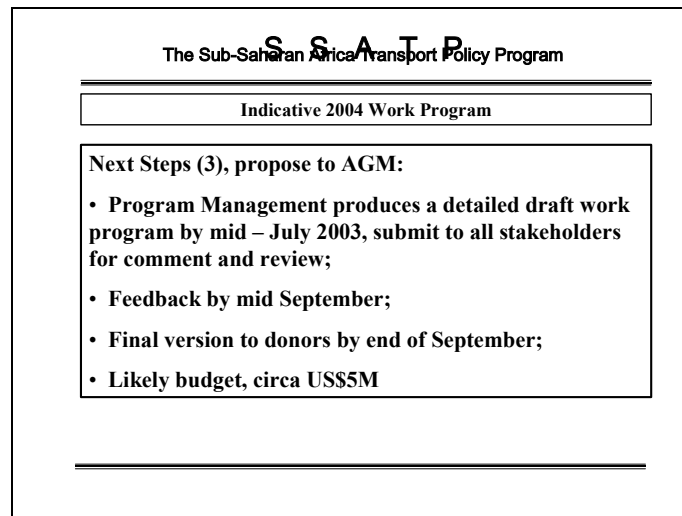 S S A T P
The Sub-Saharan Africa Transport Policy Program
Indicative 2004 Work Program
Next Steps (3), propose to AGM:
• Program Management produces a detailed draft work
program by mid – July 2003, submit to all stakeholders
for comment and review;
• Feedback by mid September;
• Final version to donors by end of September;
• Likely budget, circa US$5M